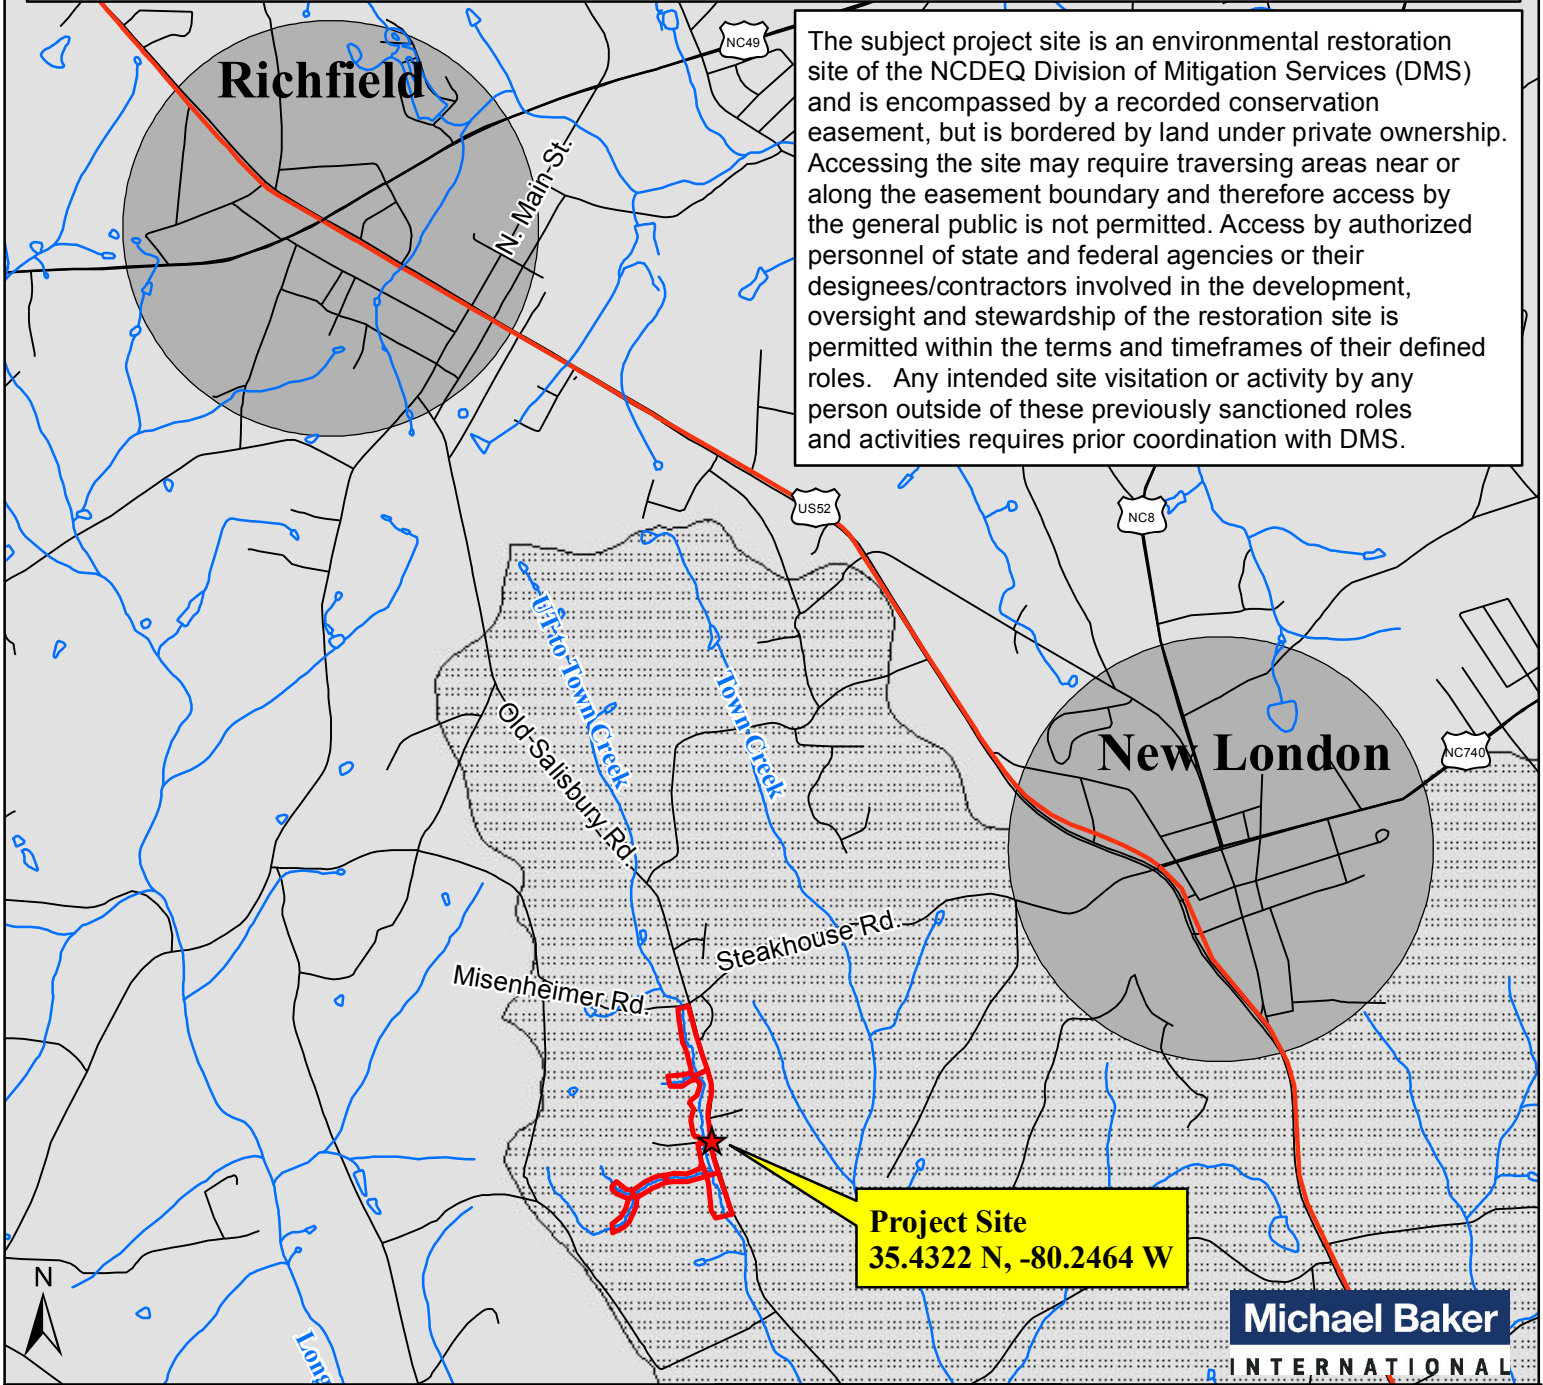 Richfield
NC49
The subject project site is an environmental restoration
site of the NCDEQ Division of Mitigation Services (DMS)
and is encompassed by a recorded conservation
easement, but is bordered by land under private ownership.
Accessing the site may require traversing areas near or
along the easement boundary and therefore access by
the general public is not permitted. Access by authorized
personnel of state and federal agencies or their
designees/contractors involved in the development,
oversight and stewardship of the restoration site is
permitted within the terms and timeframes of their defined
roles.   Any intended site visitation or activity by any
person outside of these previously sanctioned roles
and activities requires prior coordination with DMS.
N. Main St.
US52
NC8
UT to Town Creek
Town Creek
Old Salisbury Rd.
New London
NC740
Steakhouse Rd.
Misenheimer Rd.
Project Site
35.4322 N, -80.2464 W
N
Long
Michael Baker
INTERNATIONAL